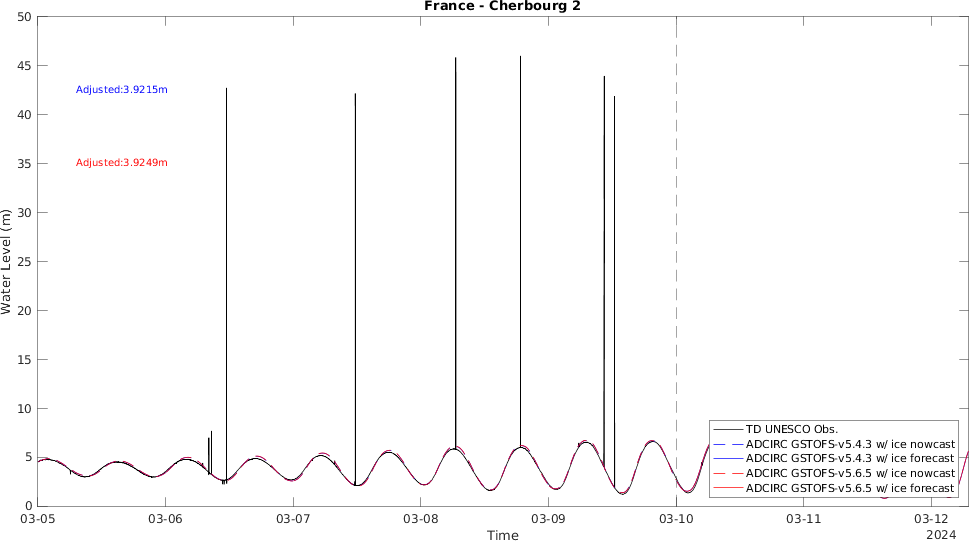 France - Cherbourg 2
50
45
40
35
30
25
20
15
10
5
0
Water Level (m)
Adjusted:3.9215m
Adjusted:3.9249m
TD UNESCO Obs.
ADCIRC GSTOFS-v5.4.3 w/ ice nowcast
ADCIRC GSTOFS-v5.4.3 w/ ice forecast
ADCIRC GSTOFS-v5.6.5 w/ ice nowcast
ADCIRC GSTOFS-v5.6.5 w/ ice forecast
03-05 03-06 03-07 03-08 03-09 03-10 03-11 03-12
Time
2024